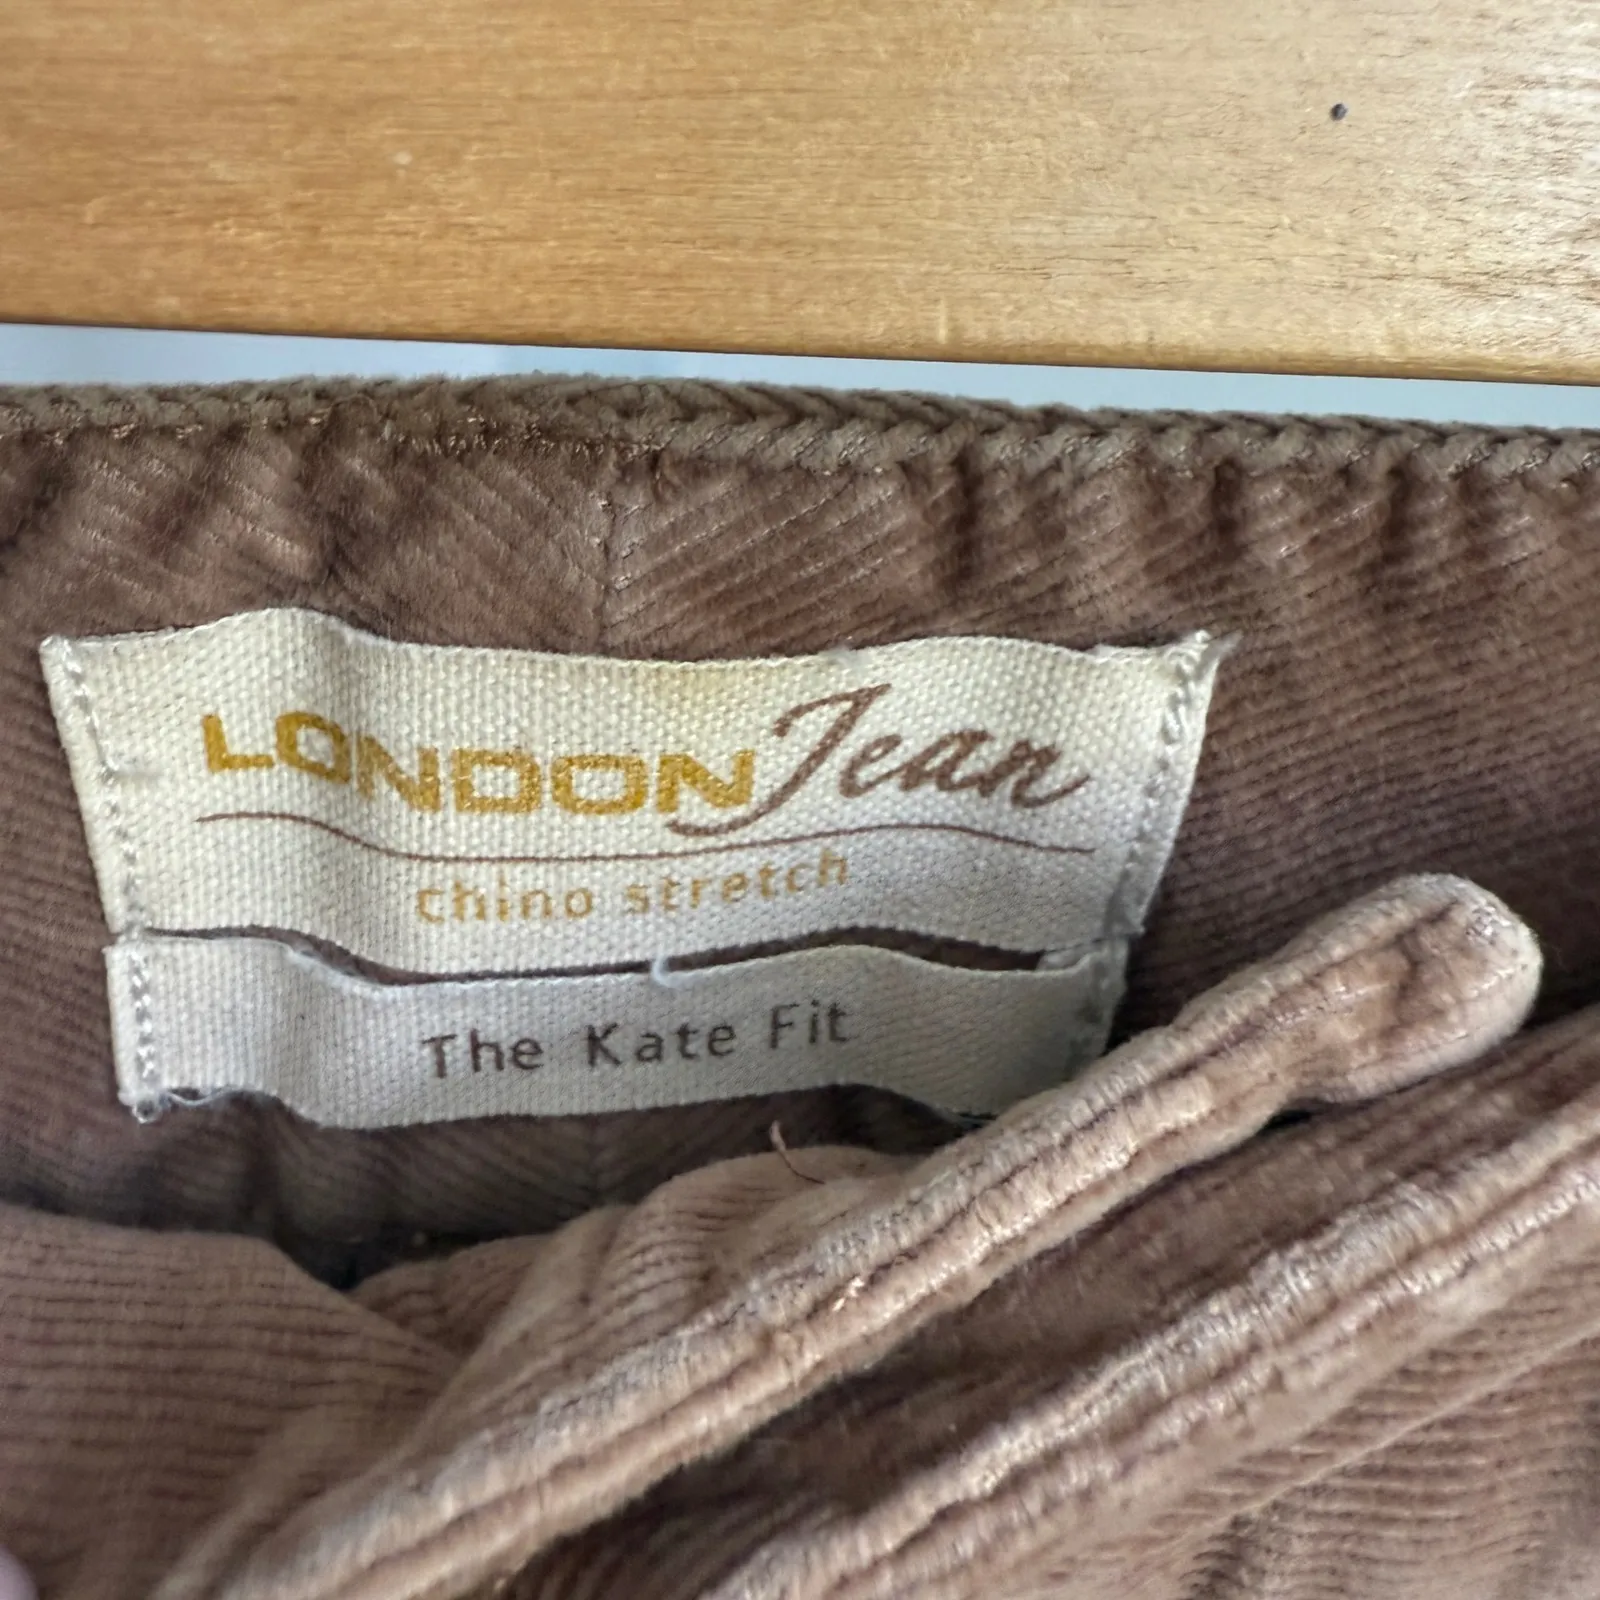 LONDON Jean
chino stretch
The Kate Fit